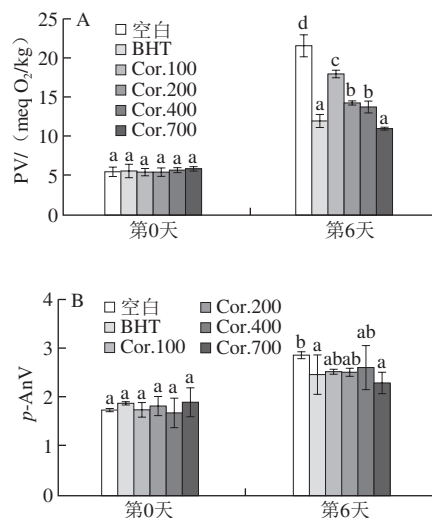 A
空白
BHT
Cor.100
Cor.200
Cor.400
Cor.700
PV/（meq O₂/kg）
25
20
15
10
5
0
a a a a a a
d
a
c
b b
a
第0天 第6天
B
空白 Cor.200
BHT Cor.400
Cor.100 Cor.700
p-AnV
4
3
2
1
0
a a a a a a
b a ab ab ab a
第0天 第6天